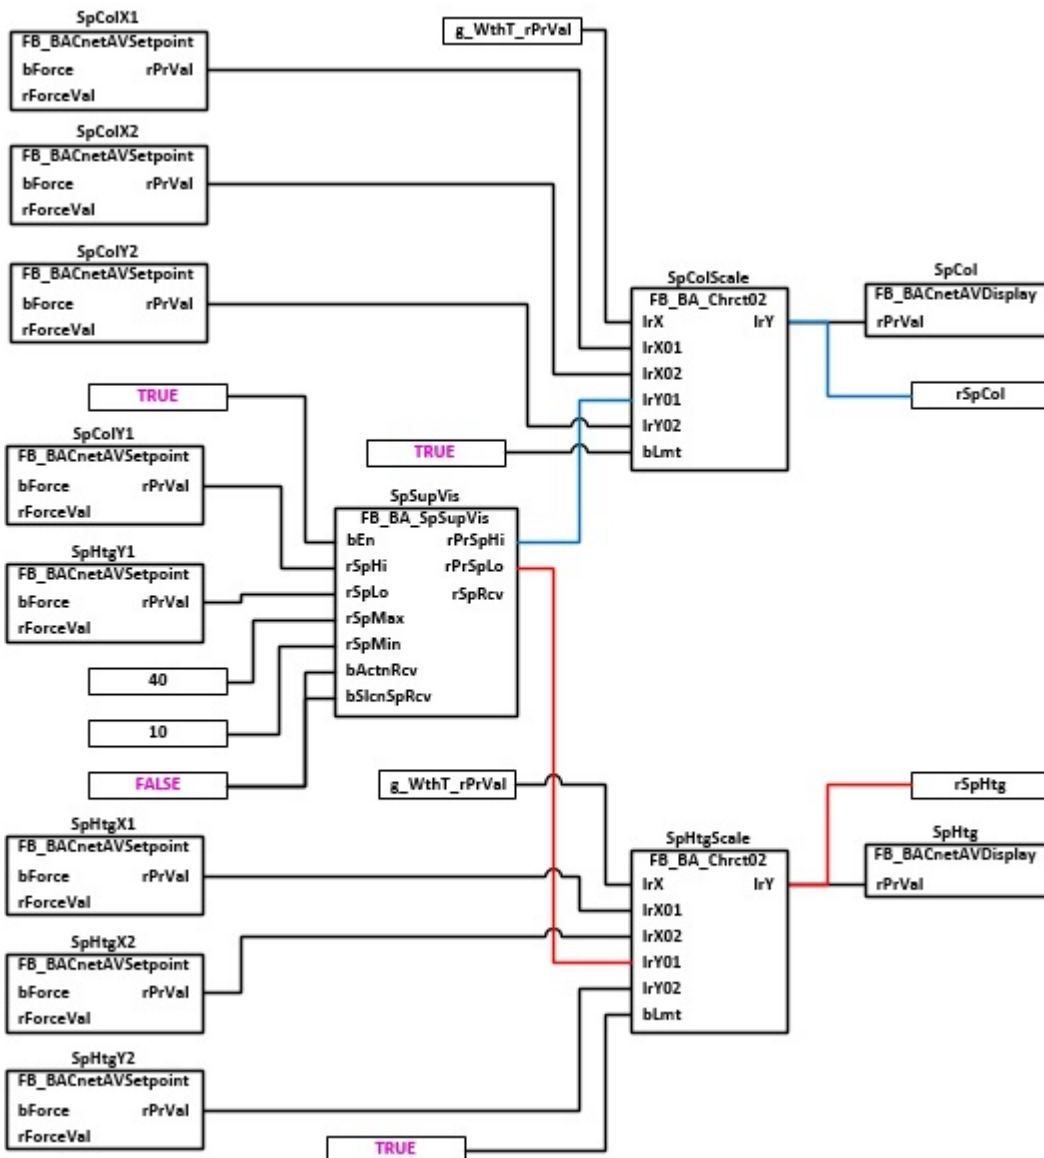 SpColX1
FB_BACnetAVSetpoint
bForce rPrVal
rForceVal
g_WthT_rPrVal
SpColX2
FB_BACnetAVSetpoint
bForce rPrVal
rForceVal
SpColY2
FB_BACnetAVSetpoint
bForce rPrVal
rForceVal
SpColScale
FB_BA_Chrct02
lrX lrY
lrX01
lrX02
lrY01
lrY02
bLmt
SpCol
FB_BACnetAVDisplay
rPrVal
rSpCol
TRUE
TRUE
SpColY1
FB_BACnetAVSetpoint
bForce rPrVal
rForceVal
SpHtgY1
FB_BACnetAVSetpoint
bForce rPrVal
rForceVal
40
10
FALSE
SpSupVis
FB_BA_SpSupVis
bEn rPrSpHi
rSpHi rPrSpLo
rSpLo rSpRcv
rSpMax
rSpMin
bActnRcv
bSlcnSpRcv
g_WthT_rPrVal
SpHtgX1
FB_BACnetAVSetpoint
bForce rPrVal
rForceVal
SpHtgX2
FB_BACnetAVSetpoint
bForce rPrVal
rForceVal
SpHtgY2
FB_BACnetAVSetpoint
bForce rPrVal
rForceVal
TRUE
SpHtgScale
FB_BA_Chrct02
lrX lrY
lrX01
lrX02
lrY01
lrY02
bLmt
rSpHtg
SpHtg
FB_BACnetAVDisplay
rPrVal